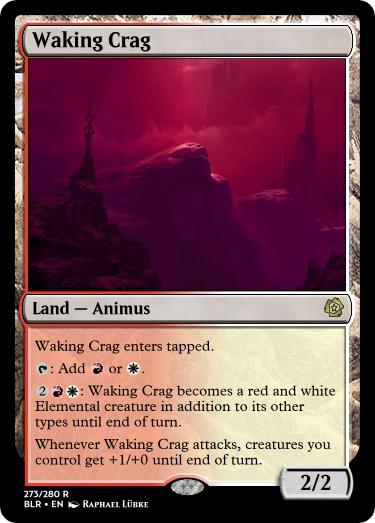 Waking Crag
Land — Animus
Waking Crag enters tapped.
: Add or .
2 : Waking Crag becomes a red and white
Elemental creature in addition to its other
types until end of turn.
Whenever Waking Crag attacks, creatures you
control get +1/+0 until end of turn.
2/2
273/280 R
BLR • EN Raphael Lübke